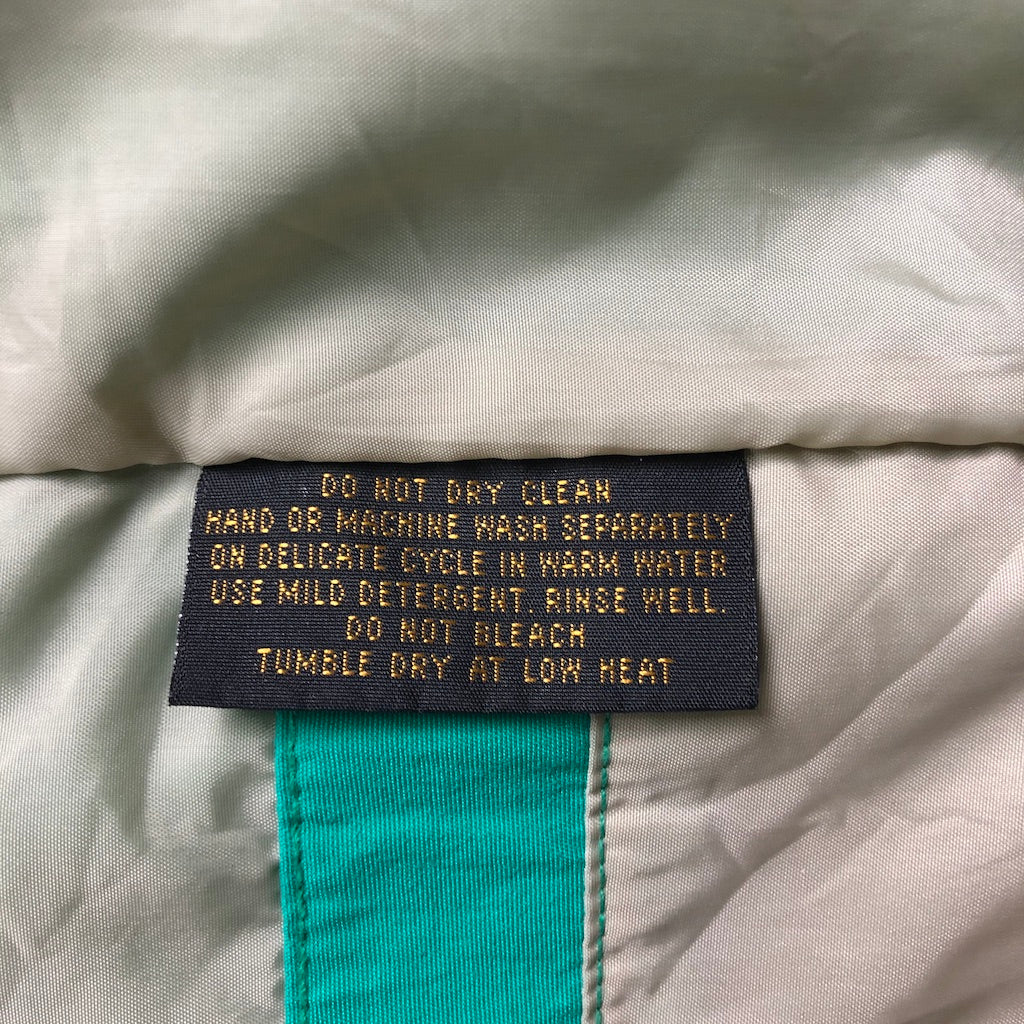 DO NOT DRY CLEAN
HAND OR MACHINE WASH SEPARATELY
ON DELICATE CYCLE IN WARM WATER
USE MILD DETERGENT. RINSE WELL.
DO NOT BLEACH
TUMBLE DRY AT LOW HEAT